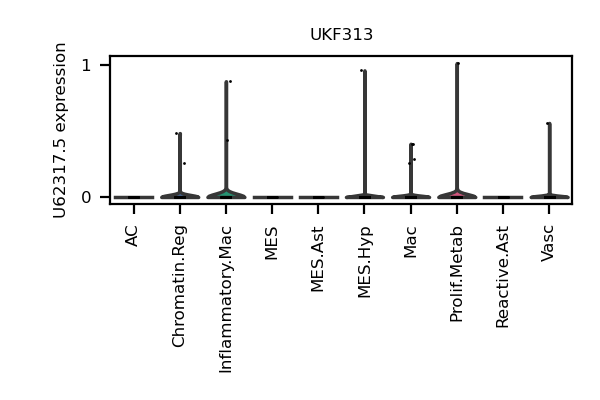 UKF313
U62317.5 expression
1
0
AC
Chromatin.Reg
Inflammatory.Mac
MES
MES.Ast
MES.Hyp
Mac
Prolif.Metab
Reactive.Ast
Vasc